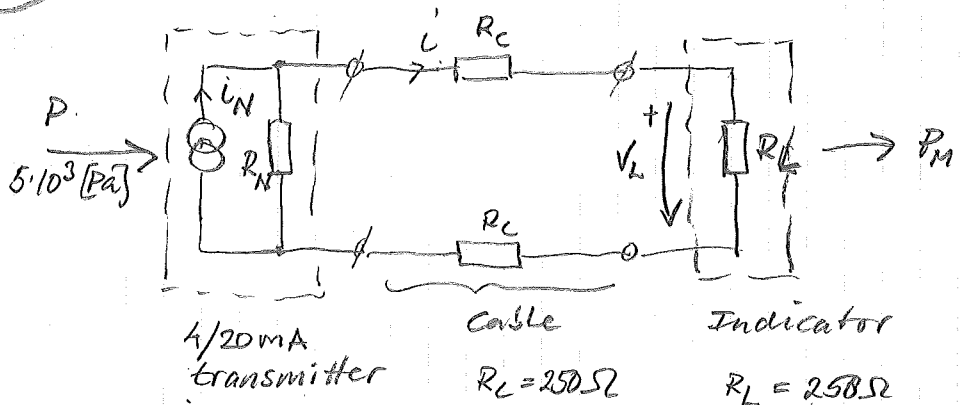 i R_C
i_N
P.
5·10³ [Pa]
R_N
+
V_L
R_L
P_M
R_C
4/20mA
transmitter
Cable
Indicator
R_C = 250Ω
R_L = 250Ω